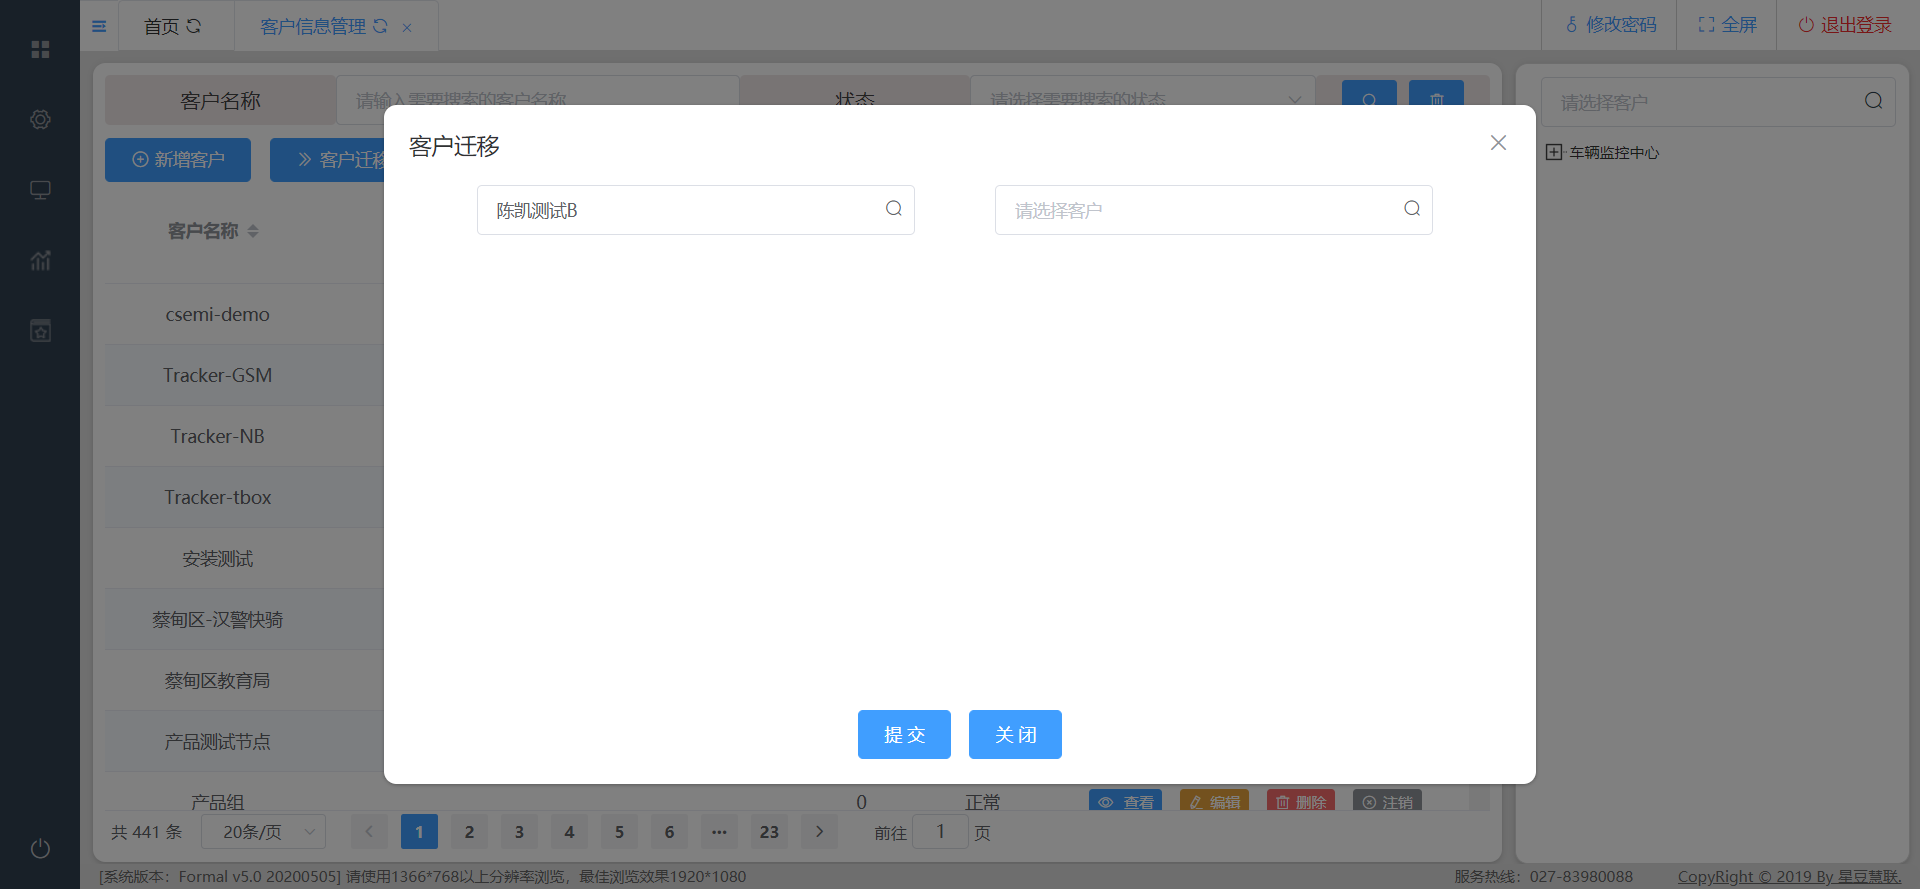 首页
客户信息管理
修改密码
全屏
退出登录
客户名称
请输入需要搜索的客户名称
状态
请选择需要搜索的状态
请选择客户
新增客户
客户迁移
车辆监控中心
客户迁移
陈凯测试B
请选择客户
客户名称
csemi-demo
Tracker-GSM
Tracker-NB
Tracker-tbox
安装测试
蔡甸区-汉警快骑
蔡甸区教育局
产品测试节点
提交
关闭
产品组
0
正常
查看
编辑
删除
注销
共 441 条
20条/页
1
2
3
4
5
6
23
前往
1
页
[系统版本：Formal v5.0 20200505] 请使用1366*768以上分辨率浏览，最佳浏览效果1920*1080
服务热线：027-83980088
CopyRight © 2019 By 星豆慧联.